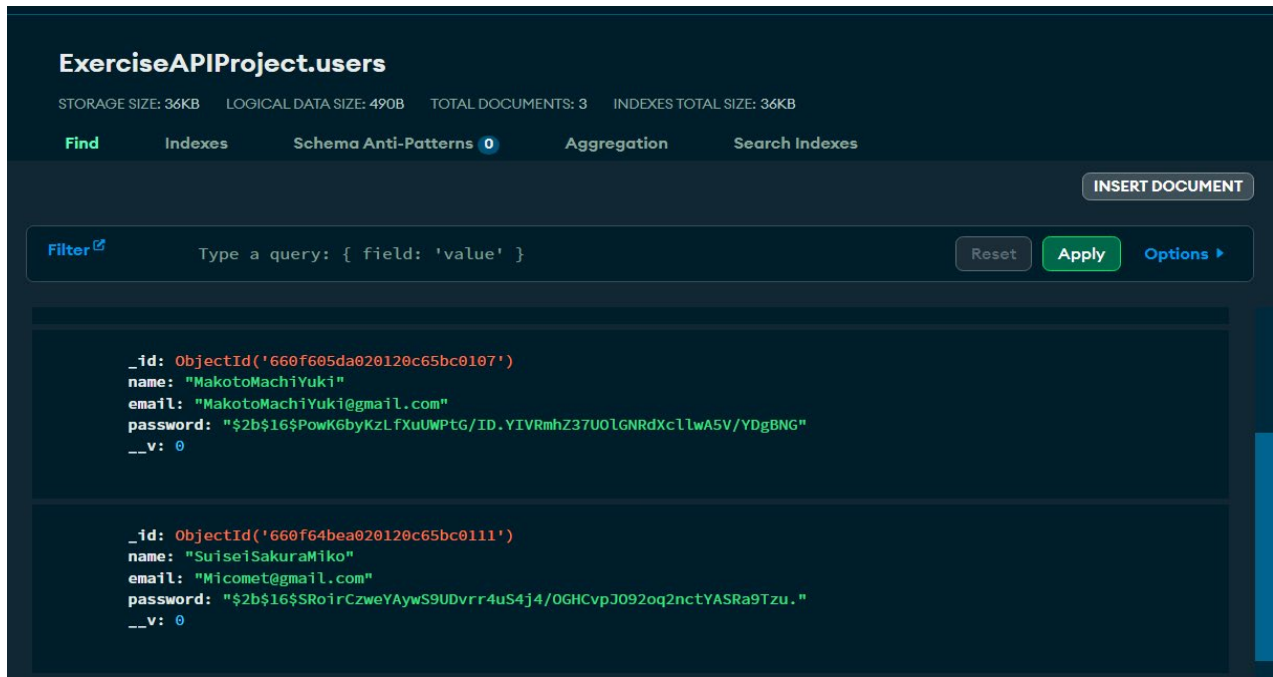 ExerciseAPIProject.users
STORAGE SIZE: 36KB LOGICAL DATA SIZE: 490B TOTAL DOCUMENTS: 3 INDEXES TOTAL SIZE: 36KB
Find Indexes Schema Anti-Patterns 0 Aggregation Search Indexes
INSERT DOCUMENT
Filter Type a query: { field: 'value' } Reset Apply Options
_id: ObjectId('660f605da020120c65bc0107')
name: "MakotoMachiYuki"
email: "MakotoMachiYuki@gmail.com"
password: "$2b$16$PowK6byKzLfXuUWPtG/ID.YIVRmhZ37UOlGNRdXcllwA5V/YDgBNG"
__v: 0
_id: ObjectId('660f64bea020120c65bc0111')
name: "SuiseiSakuraMiko"
email: "Micomet@gmail.com"
password: "$2b$16$SRoirCzweYAywS9UDvrr4uS4j4/OGHCvpJO92oq2nctYASRa9Tzu."
__v: 0